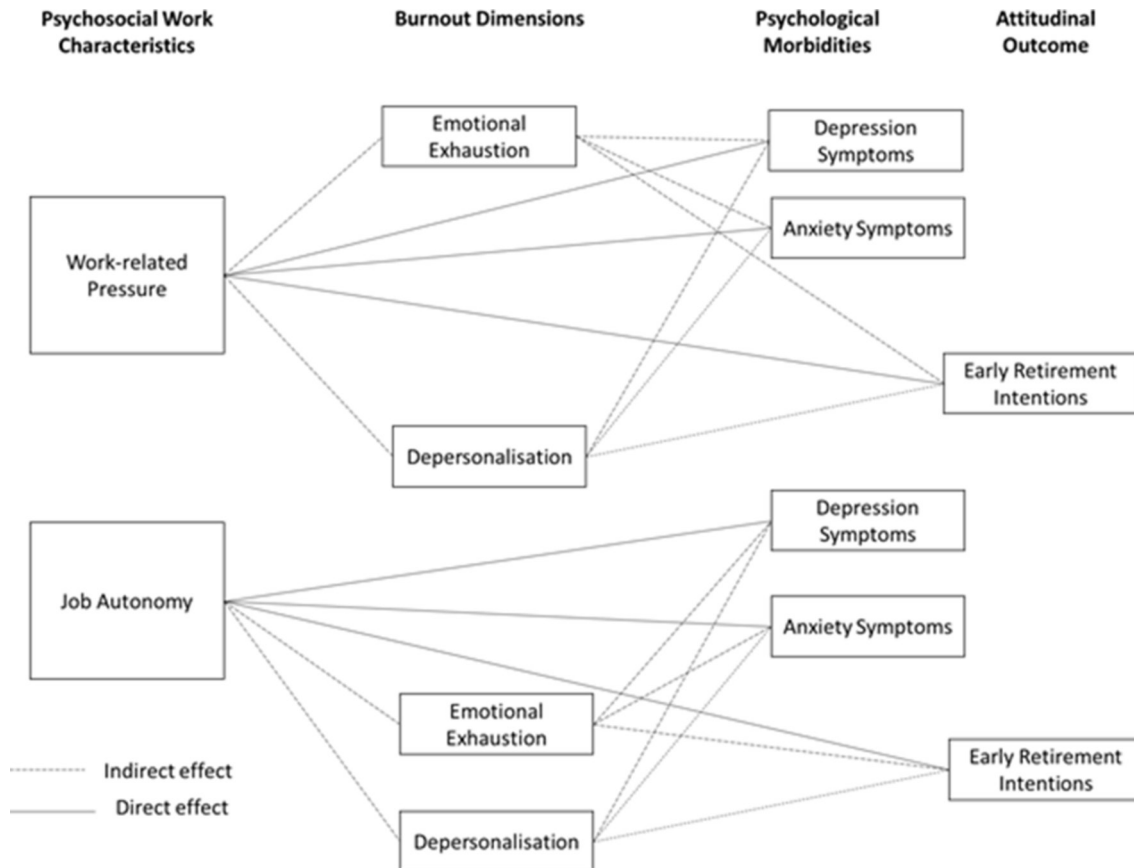 Psychosocial Work
Characteristics
Burnout Dimensions
Psychological
Morbidities
Attitudinal
Outcome
Emotional
Exhaustion
Depression
Symptoms
Anxiety Symptoms
Work-related
Pressure
Early Retirement
Intentions
Depersonalisation
Depression
Symptoms
Job Autonomy
Anxiety Symptoms
Emotional
Exhaustion
Early Retirement
Intentions
Indirect effect
Direct effect
Depersonalisation